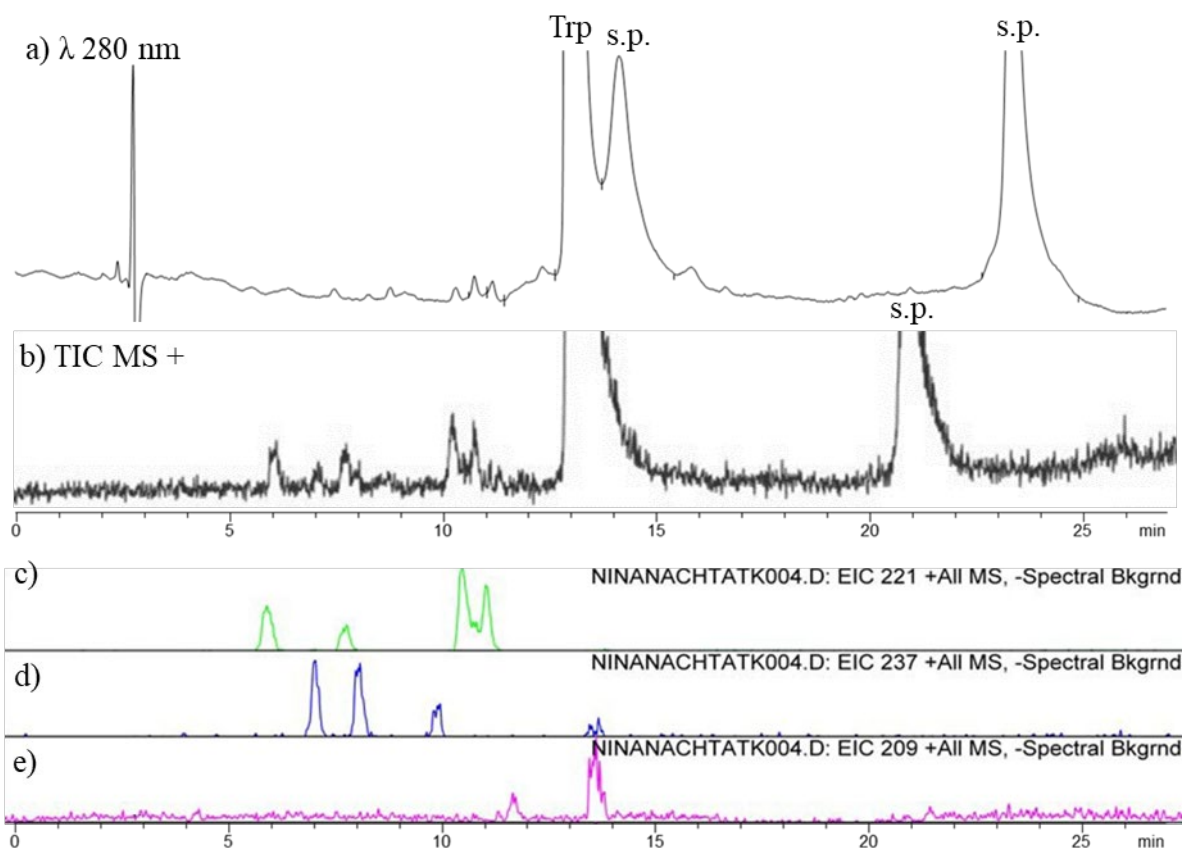 Trp s.p. s.p.
a) λ 280 nm
s.p.
b) TIC MS +
0 5 10 15 20 25 min
c) NINANACHTATK004.D: EIC 221 +All MS, -Spectral Bkgrnd
d) NINANACHTATK004.D: EIC 237 +All MS, -Spectral Bkgrnd
e) NINANACHTATK004.D: EIC 209 +All MS, -Spectral Bkgrnd
0 5 10 15 20 25 min